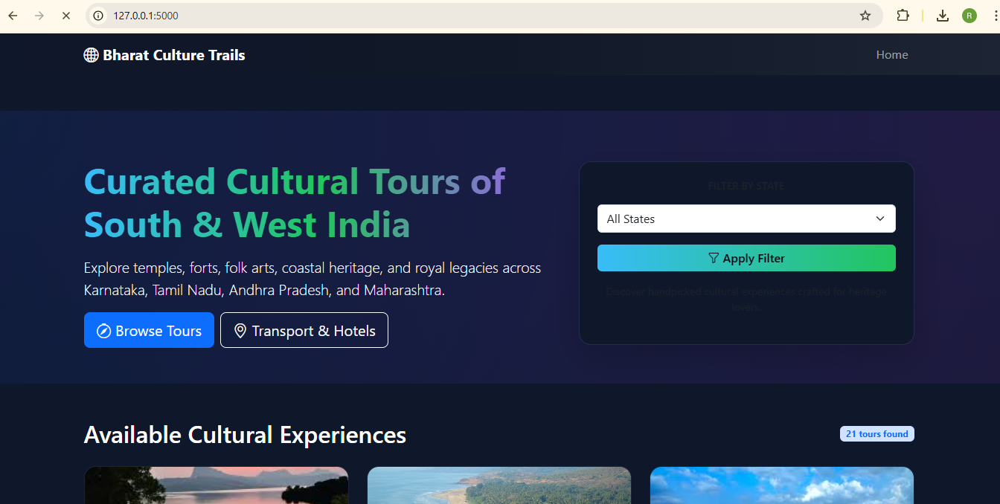 127.0.0.1:5000
R
Bharat Culture Trails
Home
Curated Cultural Tours of
South & West India
Explore temples, forts, folk arts, coastal heritage, and royal legacies across
Karnataka, Tamil Nadu, Andhra Pradesh, and Maharashtra.
Browse Tours
Transport & Hotels
FILTER BY STATE
All States
Apply Filter
Discover handpicked cultural experiences crafted for heritage
lovers.
Available Cultural Experiences
21 tours found